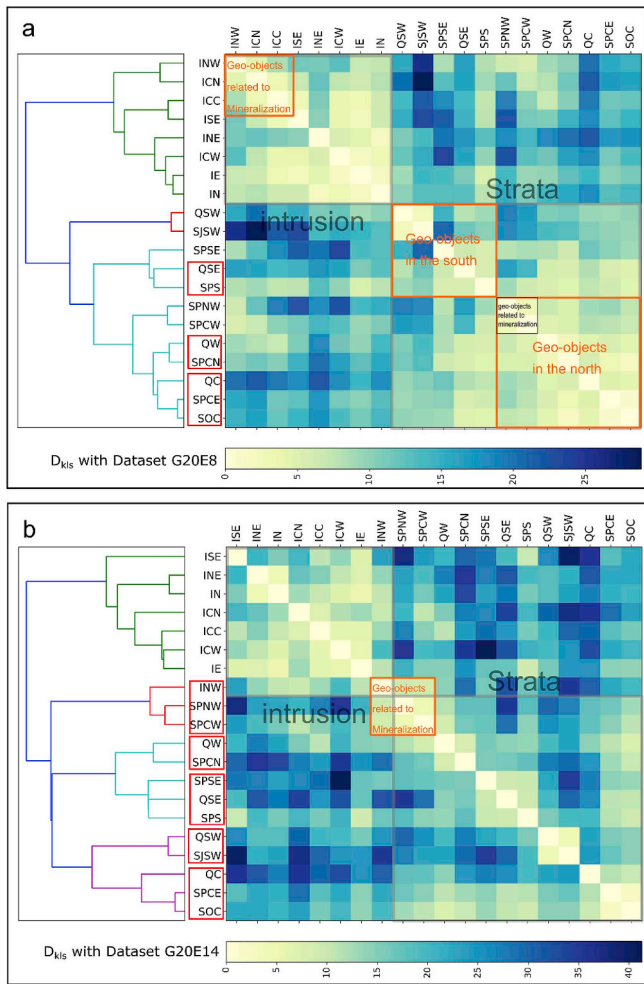 a
INW ICN ICC ISE INE ICW IE IN QSW SJSW SPSE QSE SPS SPNW SPCW QW SPCN QC SPCE SOC
INW
ICN
ICC
ISE
INE
ICW
IE
IN
QSW
SJSW
SPSE
QSE
SPS
SPNW
SPCW
QW
SPCN
QC
SPCE
SOC
Geo-objects
related to
Mineralization
Strata
intrusion
Geo-objects
in the south
geo-objects
related to
mineralization
Geo-objects
in the north
Dkls with Dataset G20E8
0 5 10 15 20 25
b
ISE INE IN ICN ICC ICW IE INW SPNW SPCW QW SPCN SPSE QSE SPS QSW SJSW QC SPCE SOC
ISE
INE
IN
ICN
ICC
ICW
IE
INW
SPNW
SPCW
QW
SPCN
SPSE
QSE
SPS
QSW
SJSW
QC
SPCE
SOC
Geo-objects
related to
Mineralization
Strata
intrusion
Dkls with Dataset G20E14
0 5 10 15 20 25 30 35 40